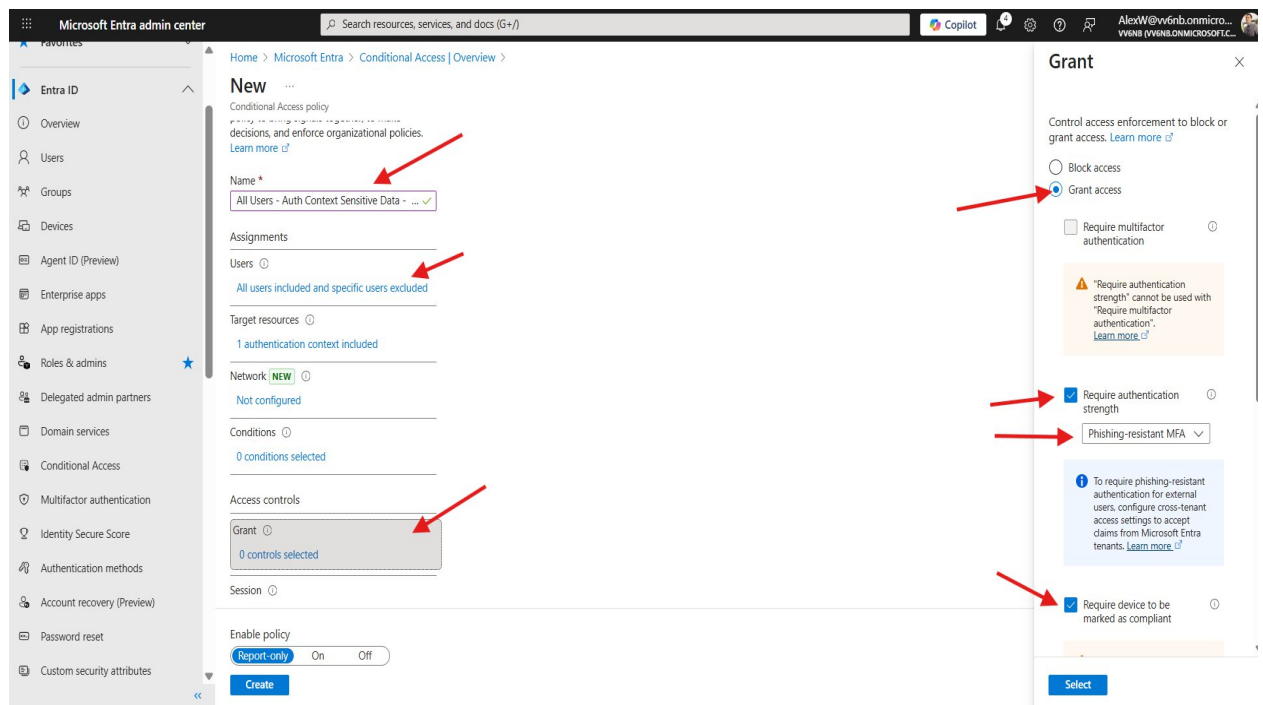 Microsoft Entra admin center
Search resources, services, and docs (G+/)
Copilot
4
AlexW@vv6nb.onmicro...
VV6NB (VV6NB.ONMICROSOFT.C...
Favorites
Entra ID
Overview
Users
Groups
Devices
Agent ID (Preview)
Enterprise apps
App registrations
Roles & admins
Delegated admin partners
Domain services
Conditional Access
Multifactor authentication
Identity Secure Score
Authentication methods
Account recovery (Preview)
Password reset
Custom security attributes
Home > Microsoft Entra > Conditional Access | Overview >
New ...
Conditional Access policy
policy to bring signals together, to make
decisions, and enforce organizational policies.
Learn more
Name *
All Users - Auth Context Sensitive Data - ...
Assignments
Users
All users included and specific users excluded
Target resources
1 authentication context included
Network NEW
Not configured
Conditions
0 conditions selected
Access controls
Grant
0 controls selected
Session
Enable policy
Report-only On Off
Create
Grant
Control access enforcement to block or
grant access. Learn more
Block access
Grant access
Require multifactor
authentication
"Require authentication
strength" cannot be used with
"Require multifactor
authentication".
Learn more
Require authentication
strength
Phishing-resistant MFA
To require phishing-resistant
authentication for external
users, configure cross-tenant
access settings to accept
claims from Microsoft Entra
tenants. Learn more
Require device to be
marked as compliant
Select